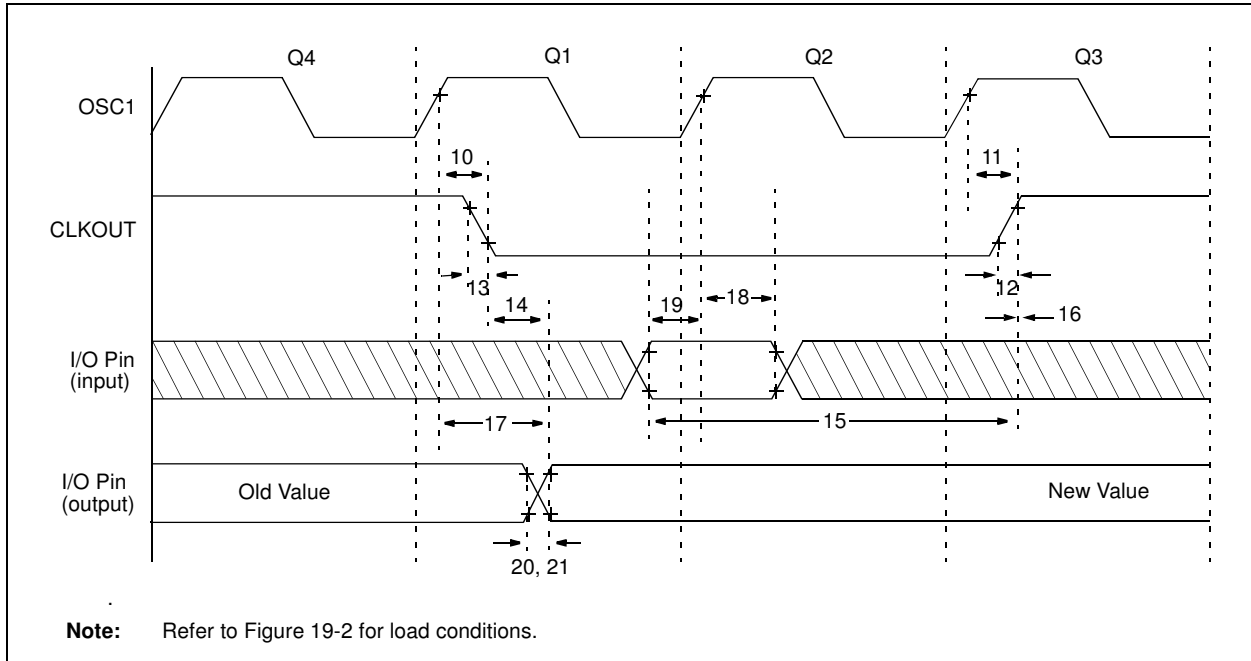 Q4 Q1 Q2 Q3
OSC1
10 11
CLKOUT
13 12
14 19 18 16
I/O Pin
(input)
17 15
I/O Pin
(output)
Old Value New Value
20, 21
.
Note: Refer to Figure 19-2 for load conditions.